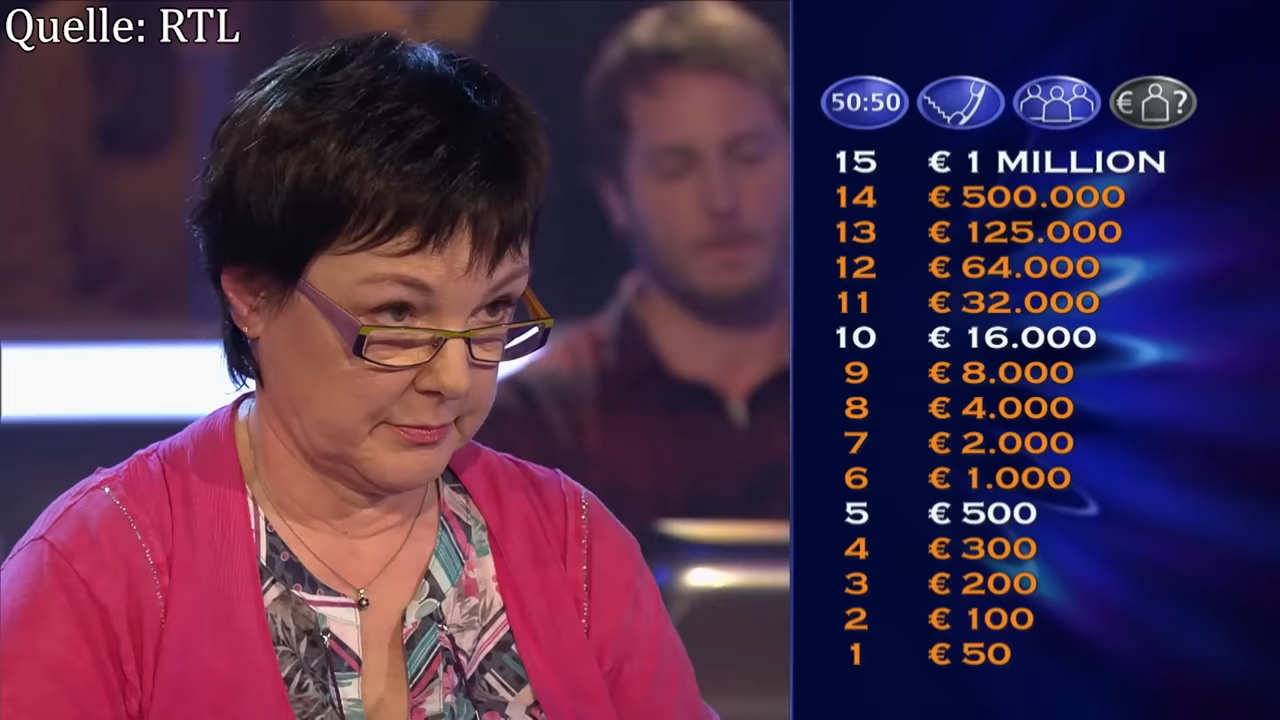 Quelle: RTL
50:50
€ ?
15 € 1 MILLION
14 € 500.000
13 € 125.000
12 € 64.000
11 € 32.000
10 € 16.000
9 € 8.000
8 € 4.000
7 € 2.000
6 € 1.000
5 € 500
4 € 300
3 € 200
2 € 100
1 € 50